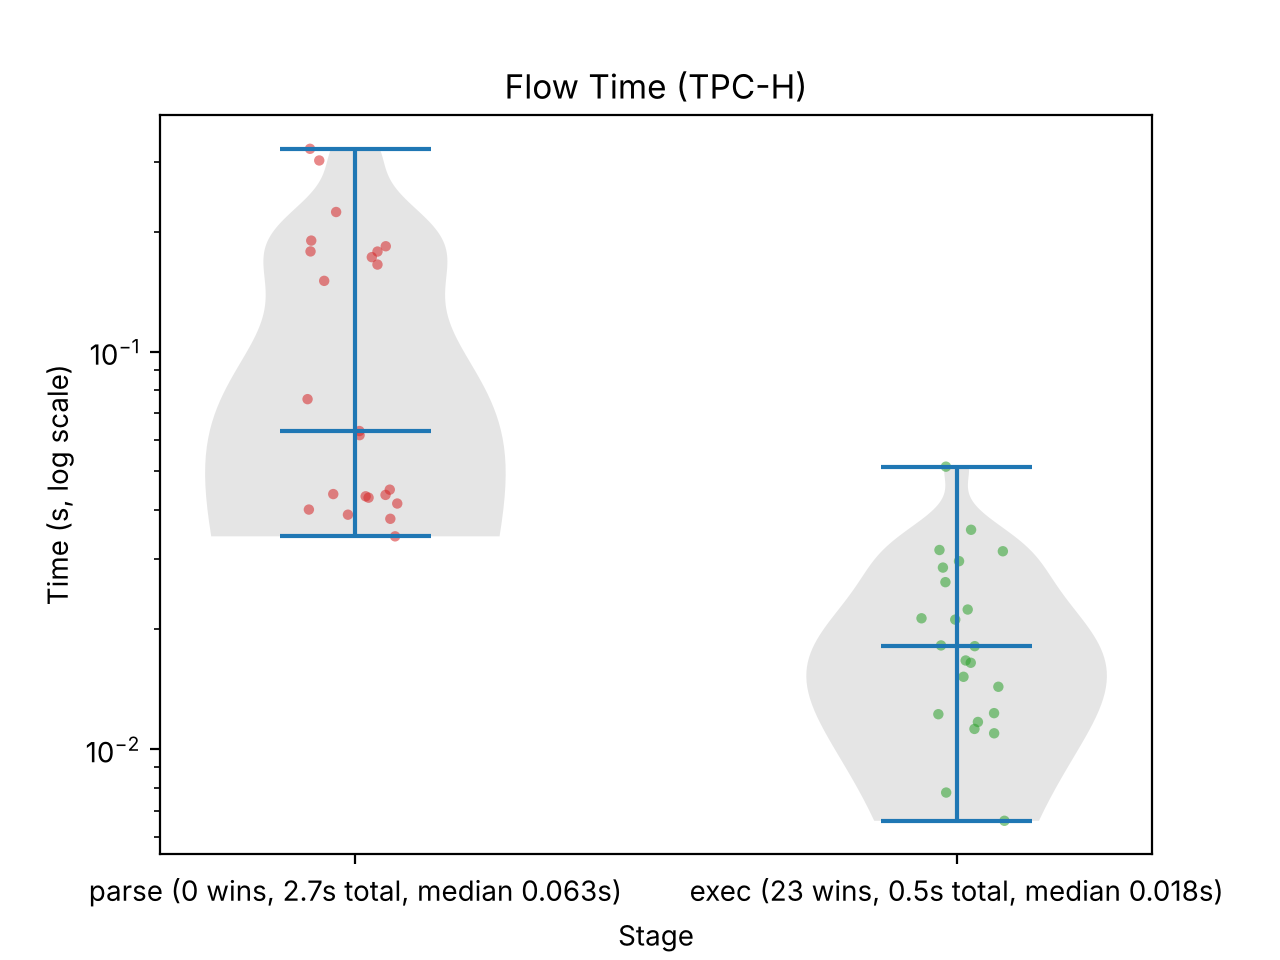 Flow Time (TPC-H)
Time (s, log scale)
10⁻¹
10⁻²
parse (0 wins, 2.7s total, median 0.063s)
exec (23 wins, 0.5s total, median 0.018s)
Stage